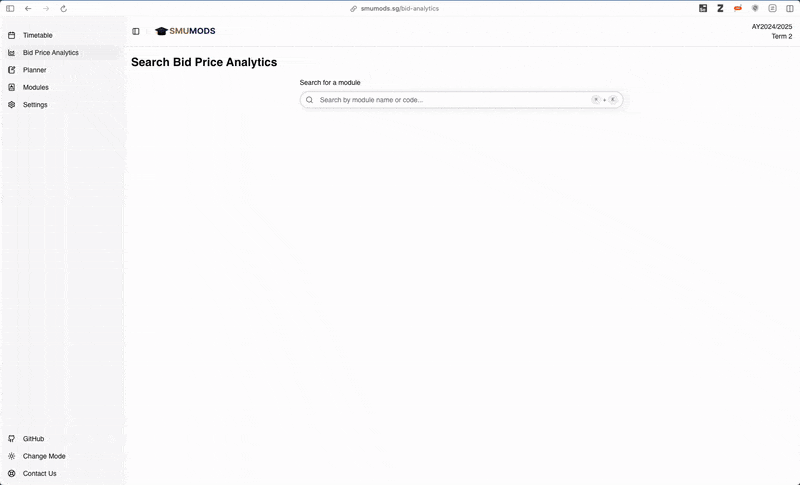 smumods.sg/bid-analytics
Timetable
Bid Price Analytics
Planner
Modules
Settings
GitHub
Change Mode
Contact Us
SMUMODS
AY2024/2025
Term 2
Search Bid Price Analytics
Search for a module
Search by module name or code...
⌘ + K